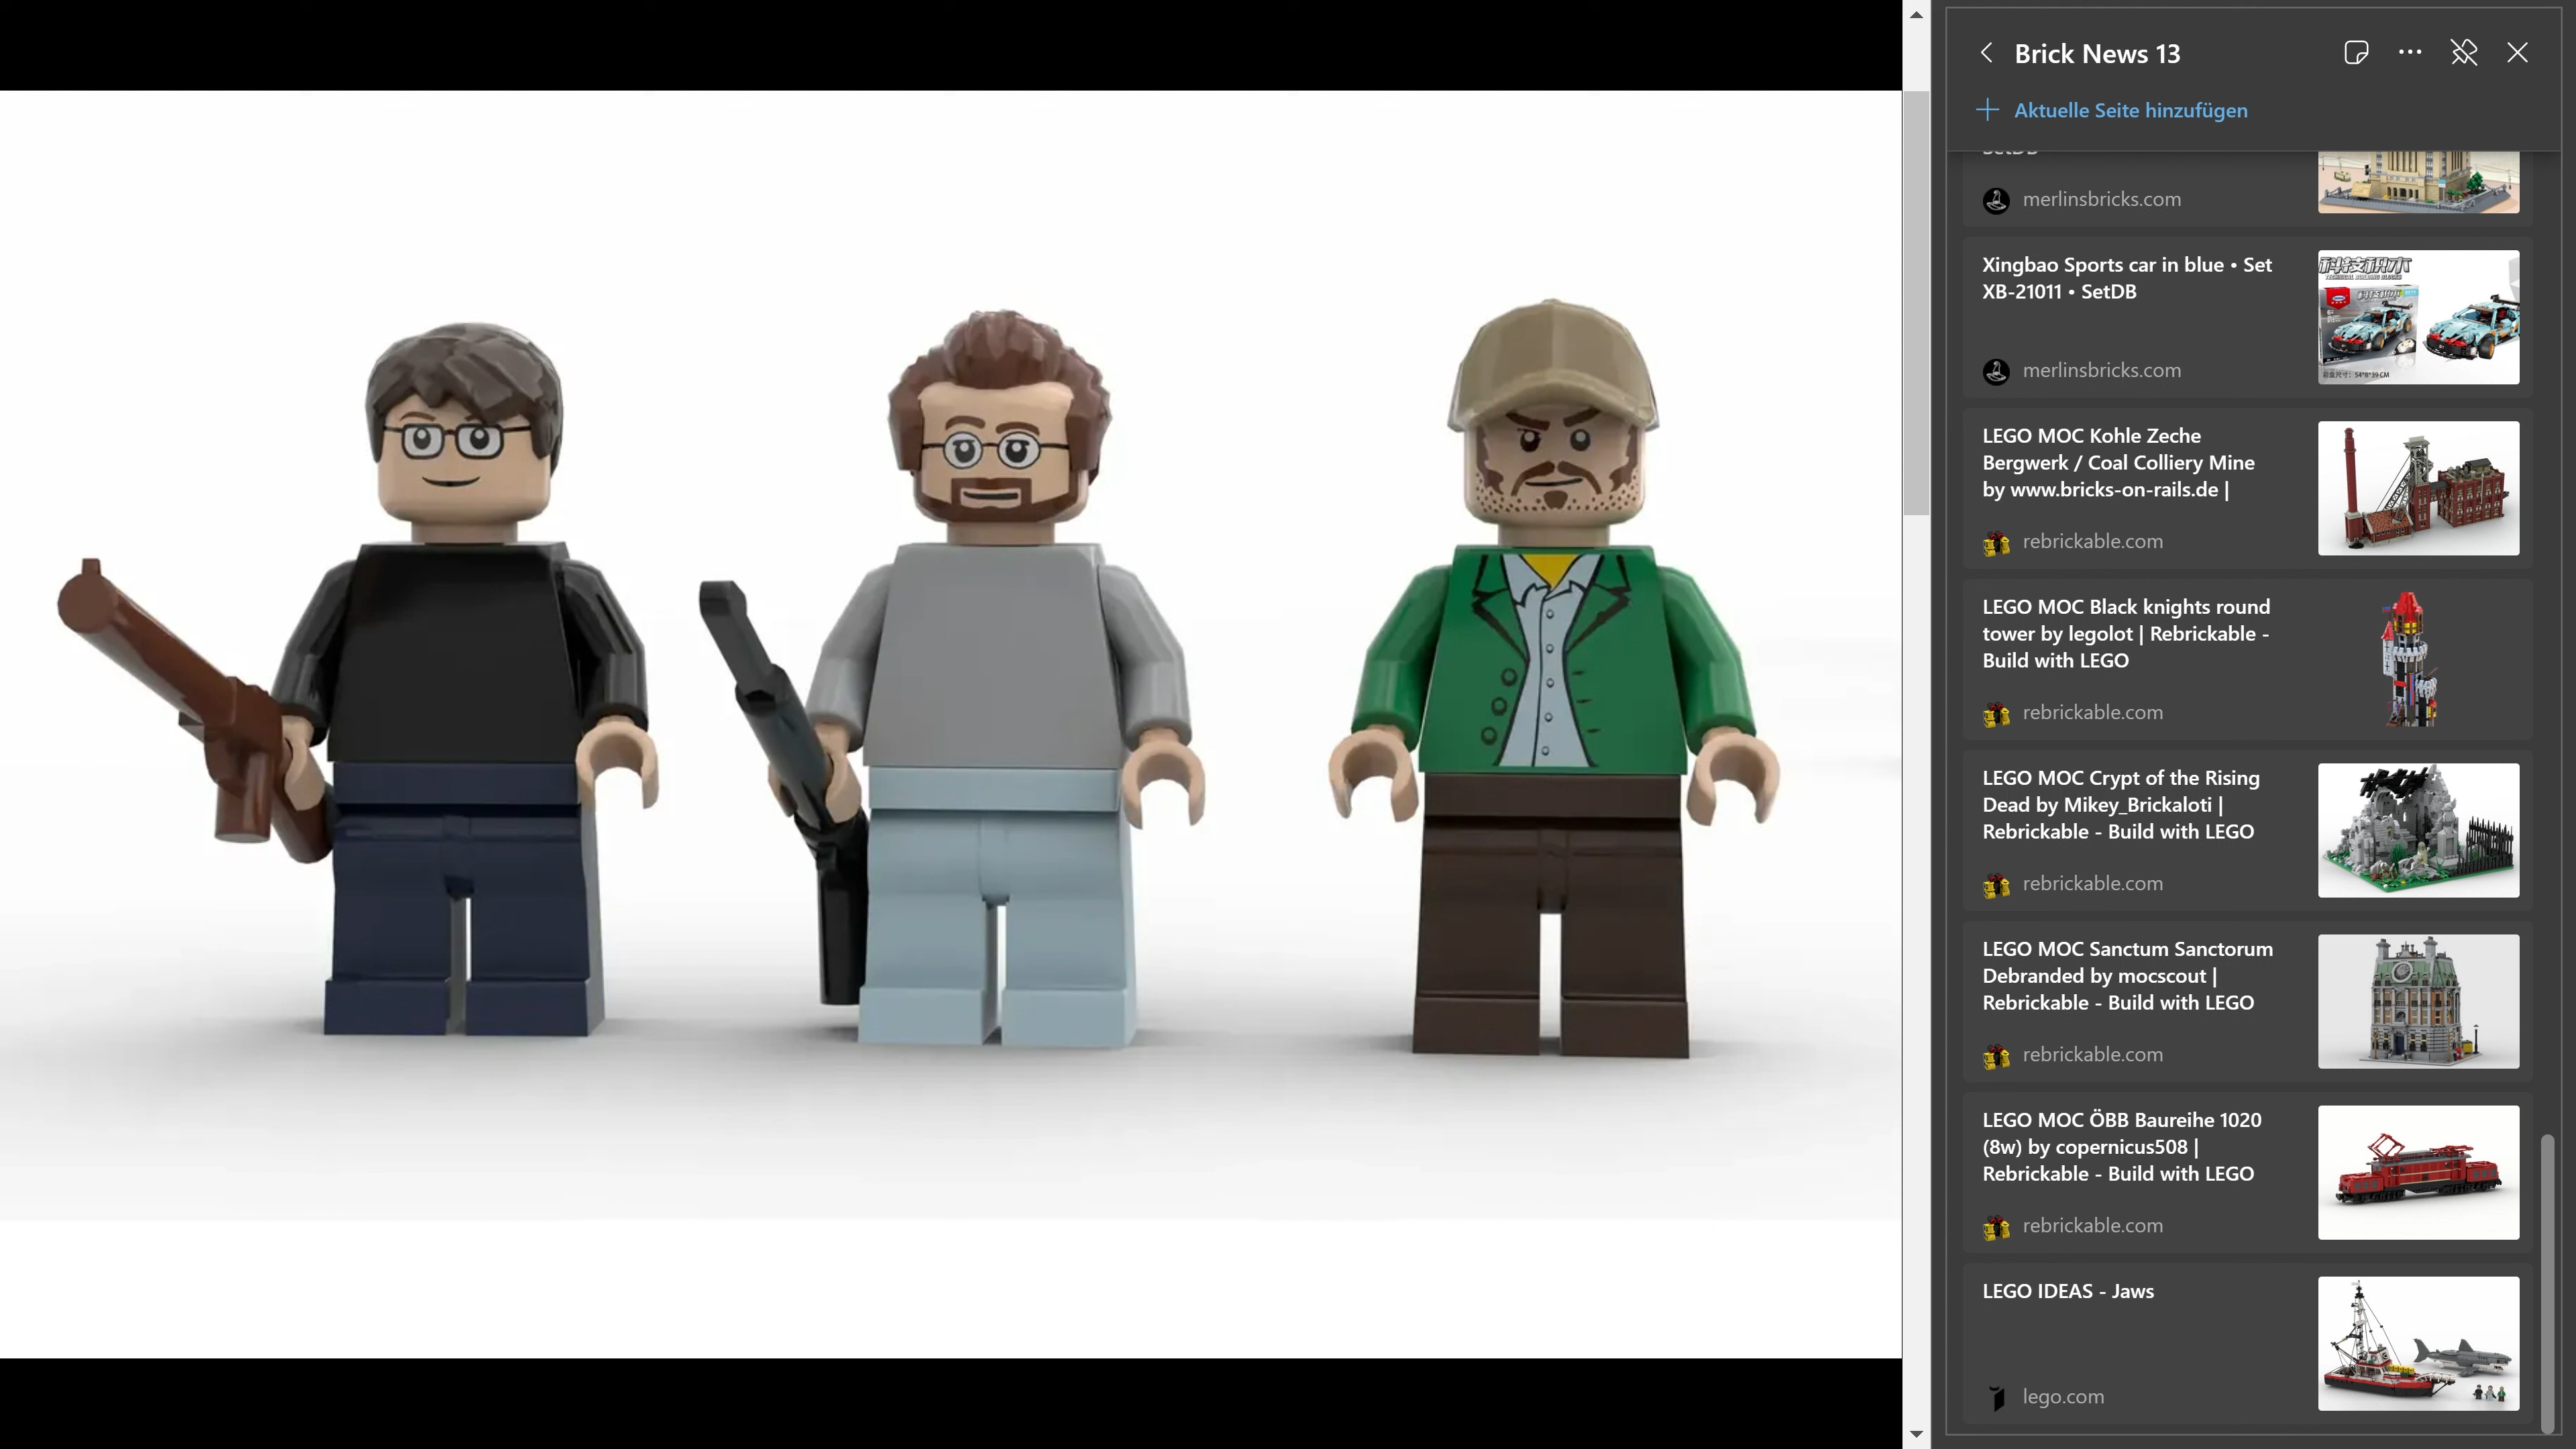 Brick News 13
Aktuelle Seite hinzufügen
SetDB
merlinsbricks.com
Xingbao Sports car in blue • Set
XB-21011 • SetDB
merlinsbricks.com
科技积木
LEGO MOC Kohle Zeche
Bergwerk / Coal Colliery Mine
by www.bricks-on-rails.de |
rebrickable.com
LEGO MOC Black knights round
tower by legolot | Rebrickable -
Build with LEGO
rebrickable.com
LEGO MOC Crypt of the Rising
Dead by Mikey_Brickaloti |
Rebrickable - Build with LEGO
rebrickable.com
LEGO MOC Sanctum Sanctorum
Debranded by mocscout |
Rebrickable - Build with LEGO
rebrickable.com
LEGO MOC ÖBB Baureihe 1020
(8w) by copernicus508 |
Rebrickable - Build with LEGO
rebrickable.com
LEGO IDEAS - Jaws
lego.com